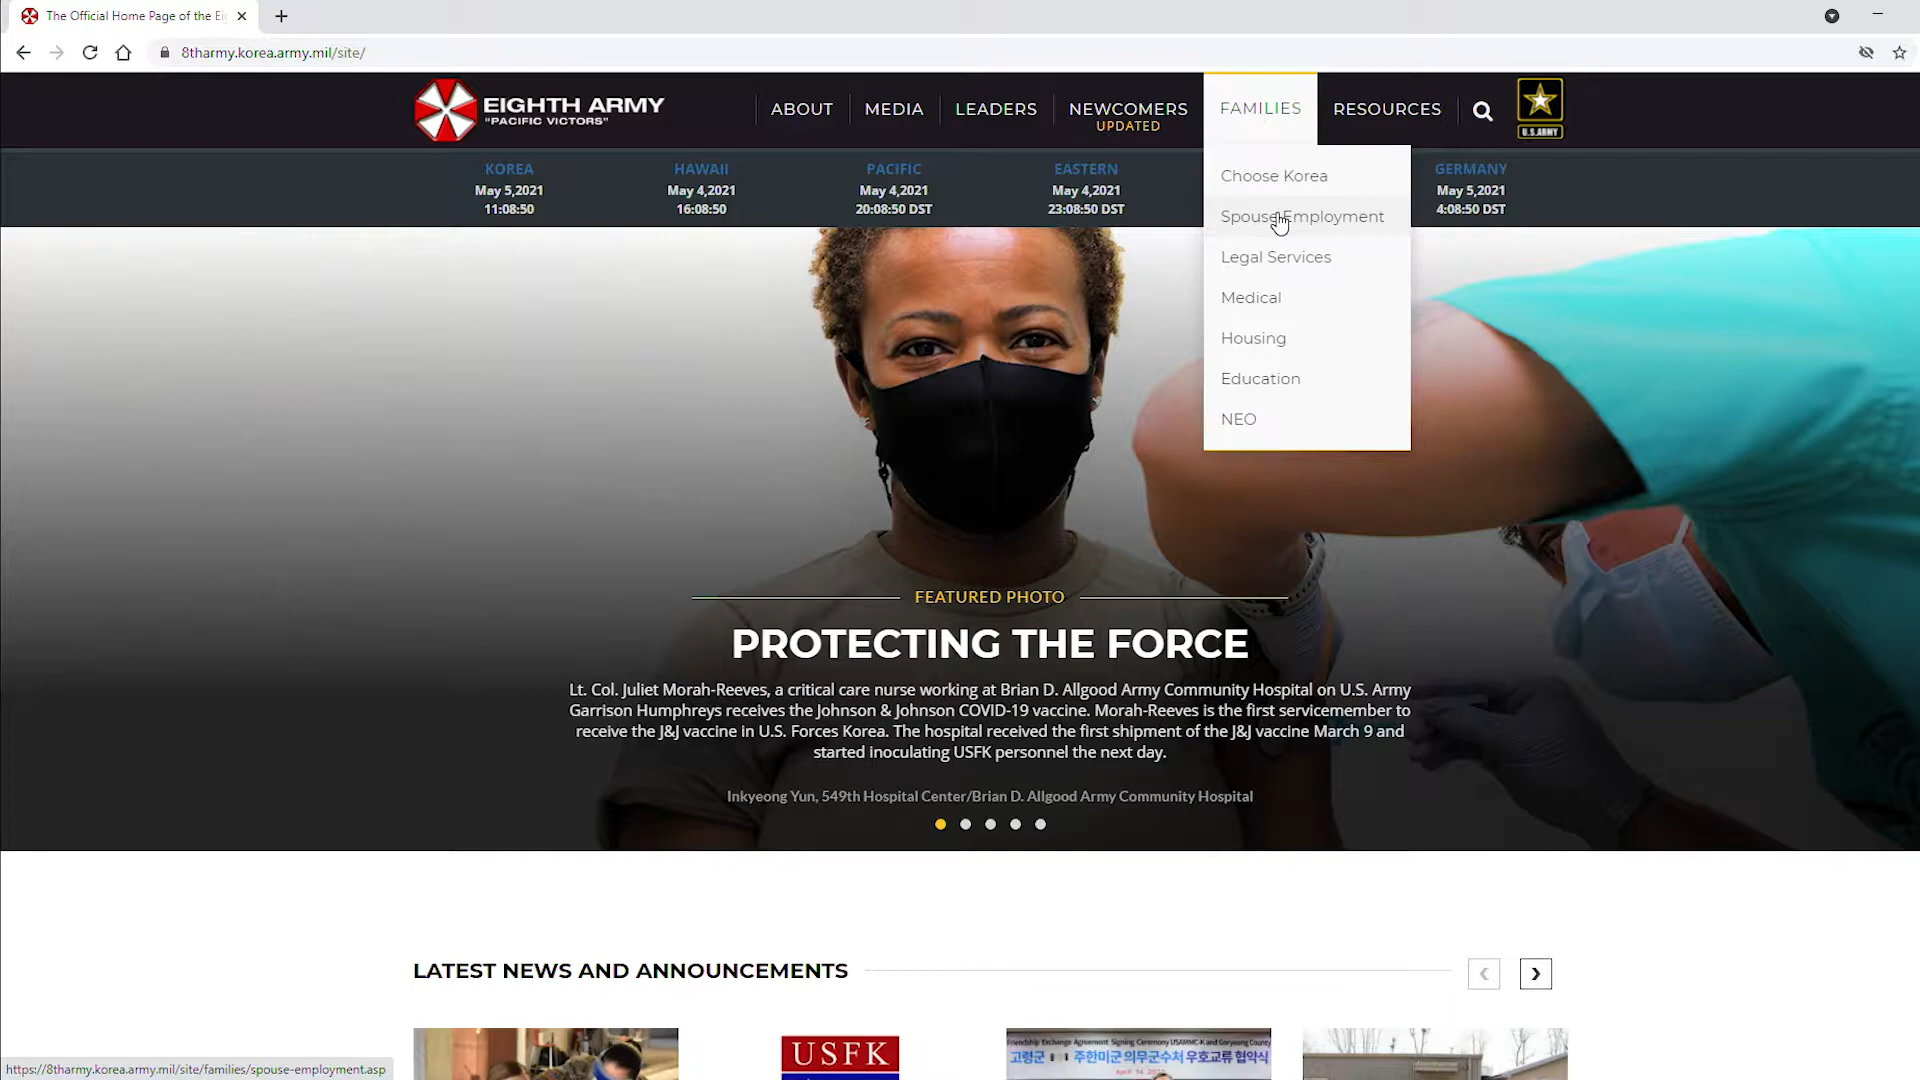 The Official Home Page of the Ei
8tharmy.korea.army.mil/site/
EIGHTH ARMY
"PACIFIC VICTORS"
ABOUT
MEDIA
LEADERS
NEWCOMERS
UPDATED
FAMILIES
RESOURCES
U.S.ARMY
KOREA
May 5,2021
11:08:50
HAWAII
May 4,2021
16:08:50
PACIFIC
May 4,2021
20:08:50 DST
EASTERN
May 4,2021
23:08:50 DST
GERMANY
May 5,2021
4:08:50 DST
Choose Korea
Spouse Employment
Legal Services
Medical
Housing
Education
NEO
FEATURED PHOTO
PROTECTING THE FORCE
Lt. Col. Juliet Morah-Reeves, a critical care nurse working at Brian D. Allgood Army Community Hospital on U.S. Army
Garrison Humphreys receives the Johnson & Johnson COVID-19 vaccine. Morah-Reeves is the first servicemember to
receive the J&J vaccine in U.S. Forces Korea. The hospital received the first shipment of the J&J vaccine March 9 and
started inoculating USFK personnel the next day.
Inkyeong Yun, 549th Hospital Center/Brian D. Allgood Army Community Hospital
LATEST NEWS AND ANNOUNCEMENTS
USFK
Friendship Exchange Agreement Signing Ceremony USAMMC-K and Goryeong County
고령군 주한미군 의무군수처 우호교류 협약식
https://8tharmy.korea.army.mil/site/families/spouse-employment.asp